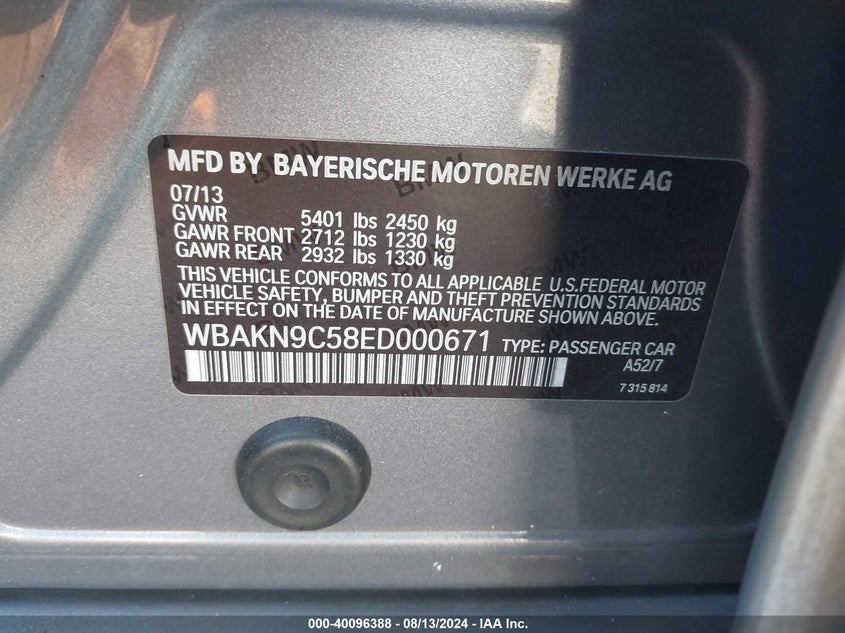 MFD BY BAYERISCHE MOTOREN WERKE AG
07/13
GVWR 5401 lbs 2450 kg
GAWR FRONT 2712 lbs 1230 kg
GAWR REAR 2932 lbs 1330 kg
THIS VEHICLE CONFORMS TO ALL APPLICABLE U.S.FEDERAL MOTOR
VEHICLE SAFETY, BUMPER AND THEFT PREVENTION STANDARDS
IN EFFECT ON THE DATE OF MANUFACTURE SHOWN ABOVE.
WBAKN9C58ED000671 TYPE: PASSENGER CAR
A52/7
7 315 814
000-40096388 - 08/13/2024 - IAA Inc.